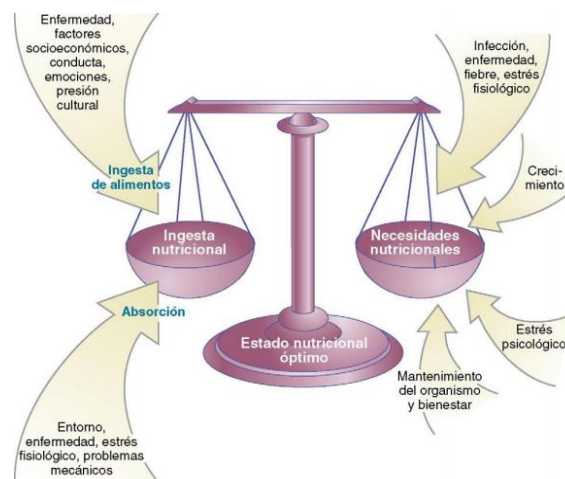 Enfermedad,
factores
socioeconómicos,
conducta,
emociones,
presión
cultural
Ingesta
de alimentos
Ingesta
nutricional
Absorción
Entorno,
enfermedad, estrés
fisiológico, problemas
mecánicos
Estado nutricional
óptimo
Infección,
enfermedad,
fiebre, estrés
fisiológico
Creci-
miento
Necesidades
nutricionales
Estrés
psicológico
Mantenimiento
del organismo
y bienestar